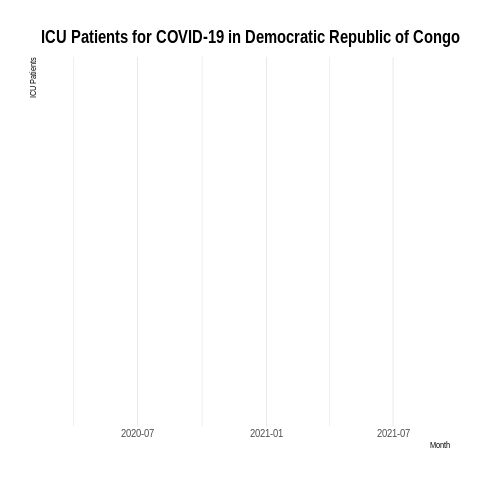 ICU Patients for COVID-19 in Democratic Republic of Congo
ICU Patients
2020-07 2021-01 2021-07
Month